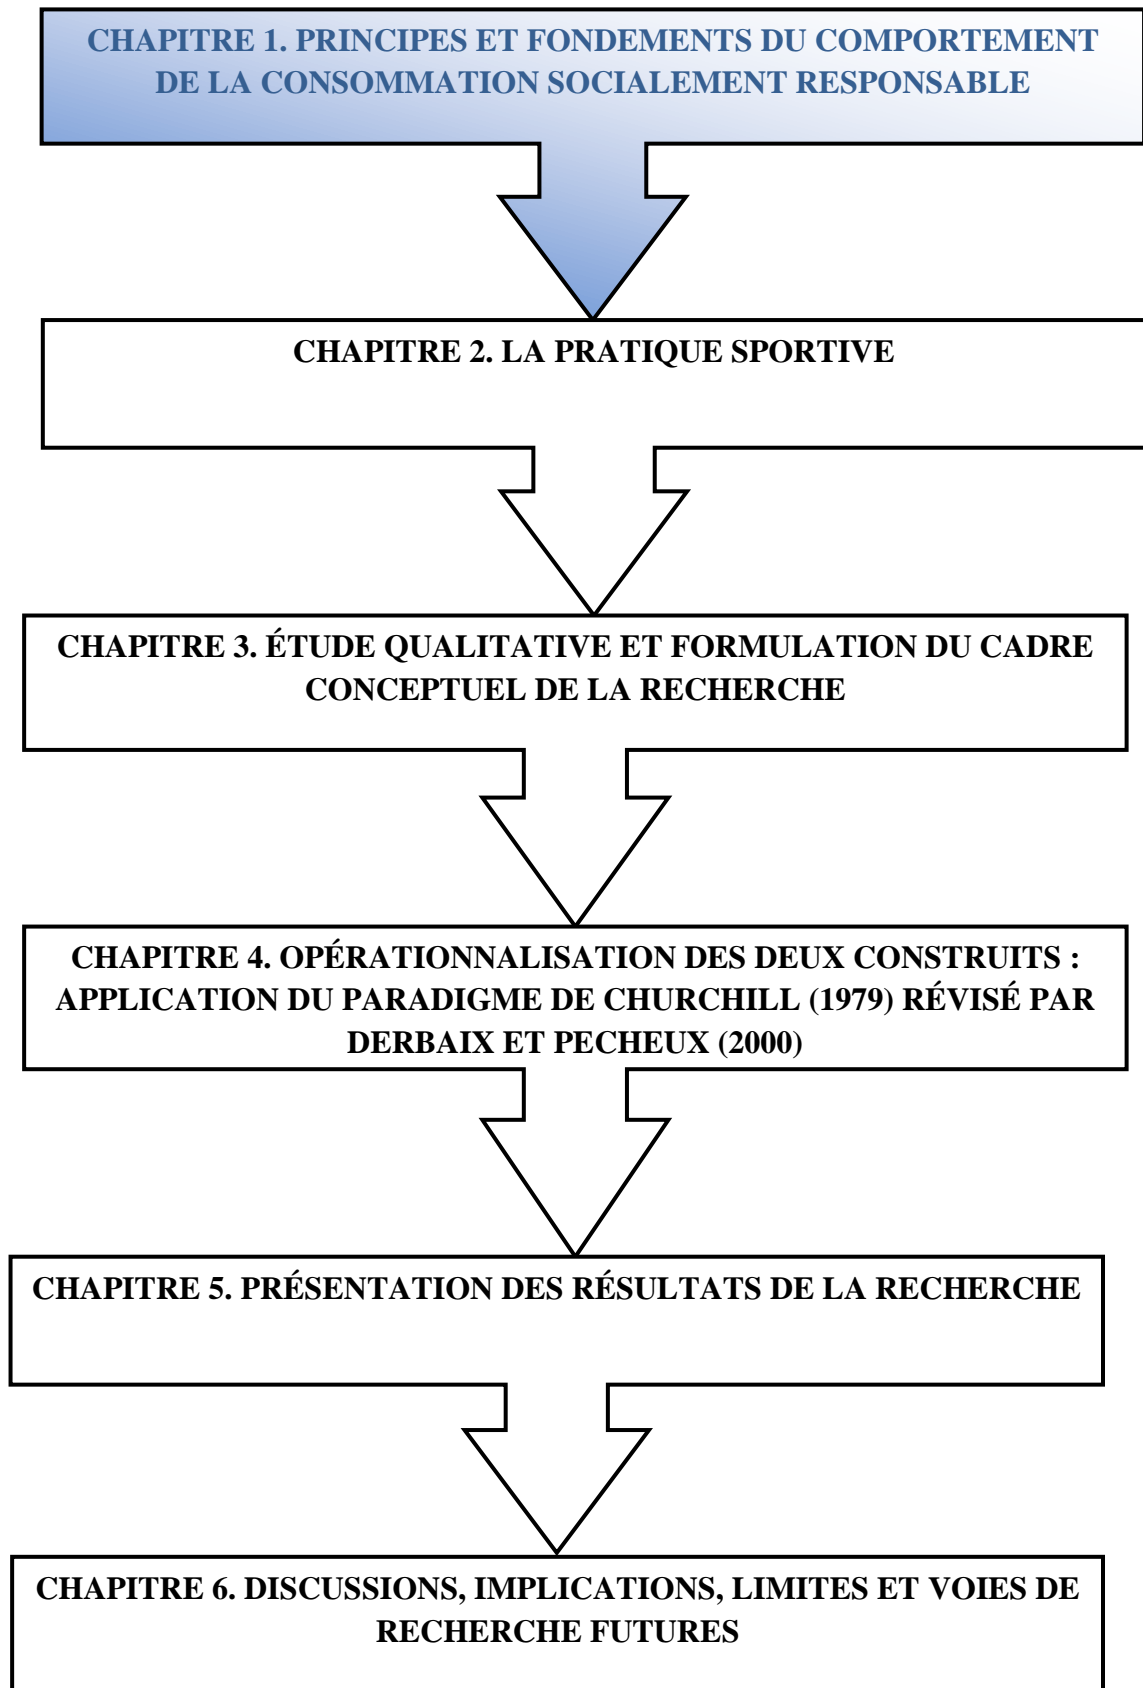 CHAPITRE 1. PRINCIPES ET FONDEMENTS DU COMPORTEMENT
DE LA CONSOMMATION SOCIALEMENT RESPONSABLE
CHAPITRE 2. LA PRATIQUE SPORTIVE
CHAPITRE 3. ÉTUDE QUALITATIVE ET FORMULATION DU CADRE
CONCEPTUEL DE LA RECHERCHE
CHAPITRE 4. OPÉRATIONNALISATION DES DEUX CONSTRUITS :
APPLICATION DU PARADIGME DE CHURCHILL (1979) RÉVISÉ PAR
DERBAIX ET PECHEUX (2000)
CHAPITRE 5. PRÉSENTATION DES RÉSULTATS DE LA RECHERCHE
CHAPITRE 6. DISCUSSIONS, IMPLICATIONS, LIMITES ET VOIES DE
RECHERCHE FUTURES